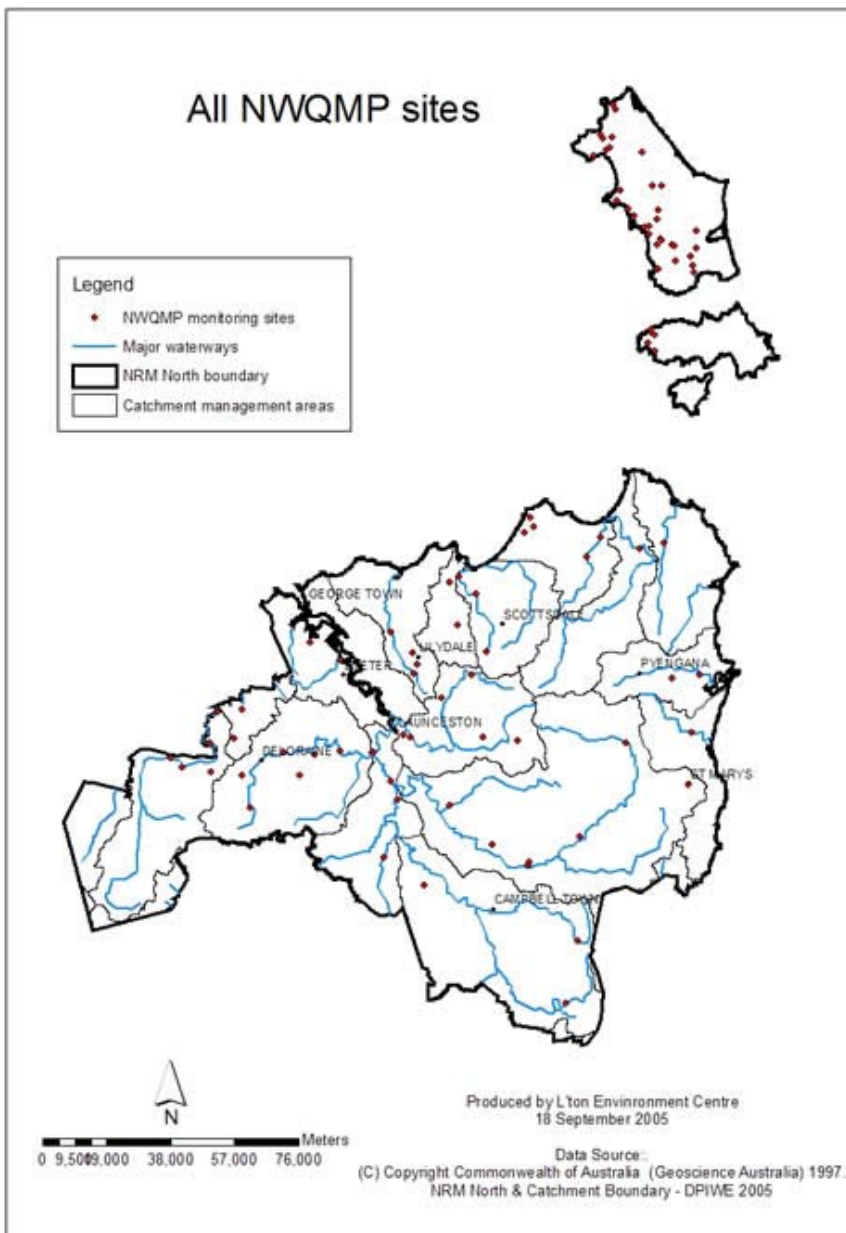 All NWQMP sites
Legend
NWQMP monitoring sites
Major waterways
NRM North boundary
Catchment management areas
GEORGE TOWN
SCOTTSDALE
LILYDALE
PYENGANA
LAUNCESTON
DELORAINE
ST MARYS
CAMPBELL TOWN
N
Meters
0 9,500 19,000 38,000 57,000 76,000
Produced by L'ton Envinronment Centre
18 September 2005
Data Source:
(C) Copyright Commonwealth of Australia (Geoscience Australia) 1997.
NRM North & Catchment Boundary - DPIWE 2005